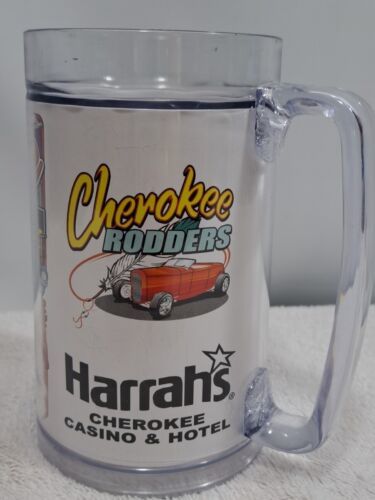 Cherokee
RODDERS
Harrah's®
CHEROKEE
CASINO & HOTEL